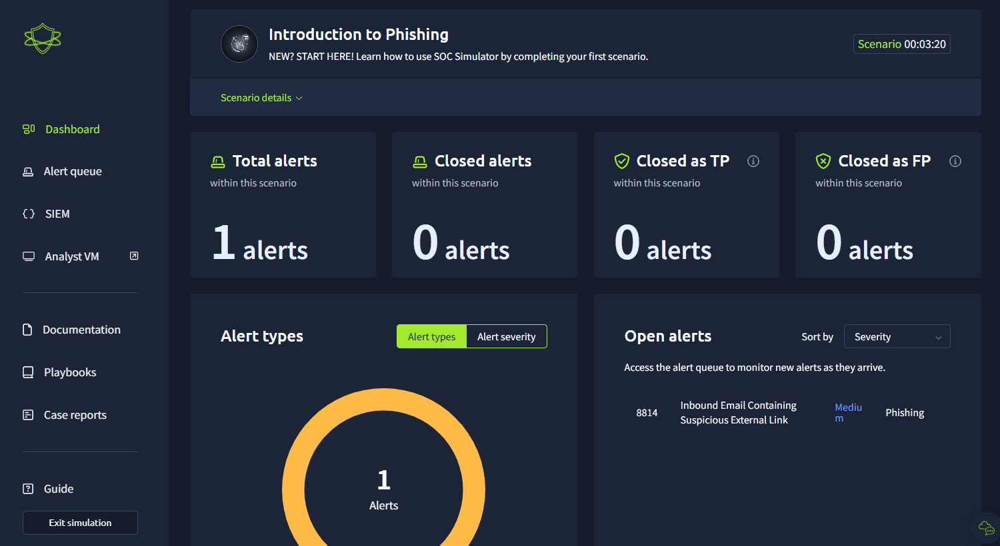 Introduction to Phishing
NEW? START HERE! Learn how to use SOC Simulator by completing your first scenario.
Scenario 00:03:20
Scenario details
Dashboard
Alert queue
SIEM
Analyst VM
Documentation
Playbooks
Case reports
Guide
Exit simulation
Total alerts
within this scenario
1 alerts
Closed alerts
within this scenario
0 alerts
Closed as TP
within this scenario
0 alerts
Closed as FP
within this scenario
0 alerts
Alert types
Alert types
Alert severity
1
Alerts
Open alerts
Sort by
Severity
Access the alert queue to monitor new alerts as they arrive.
8814
Inbound Email Containing
Suspicious External Link
Mediu
m
Phishing